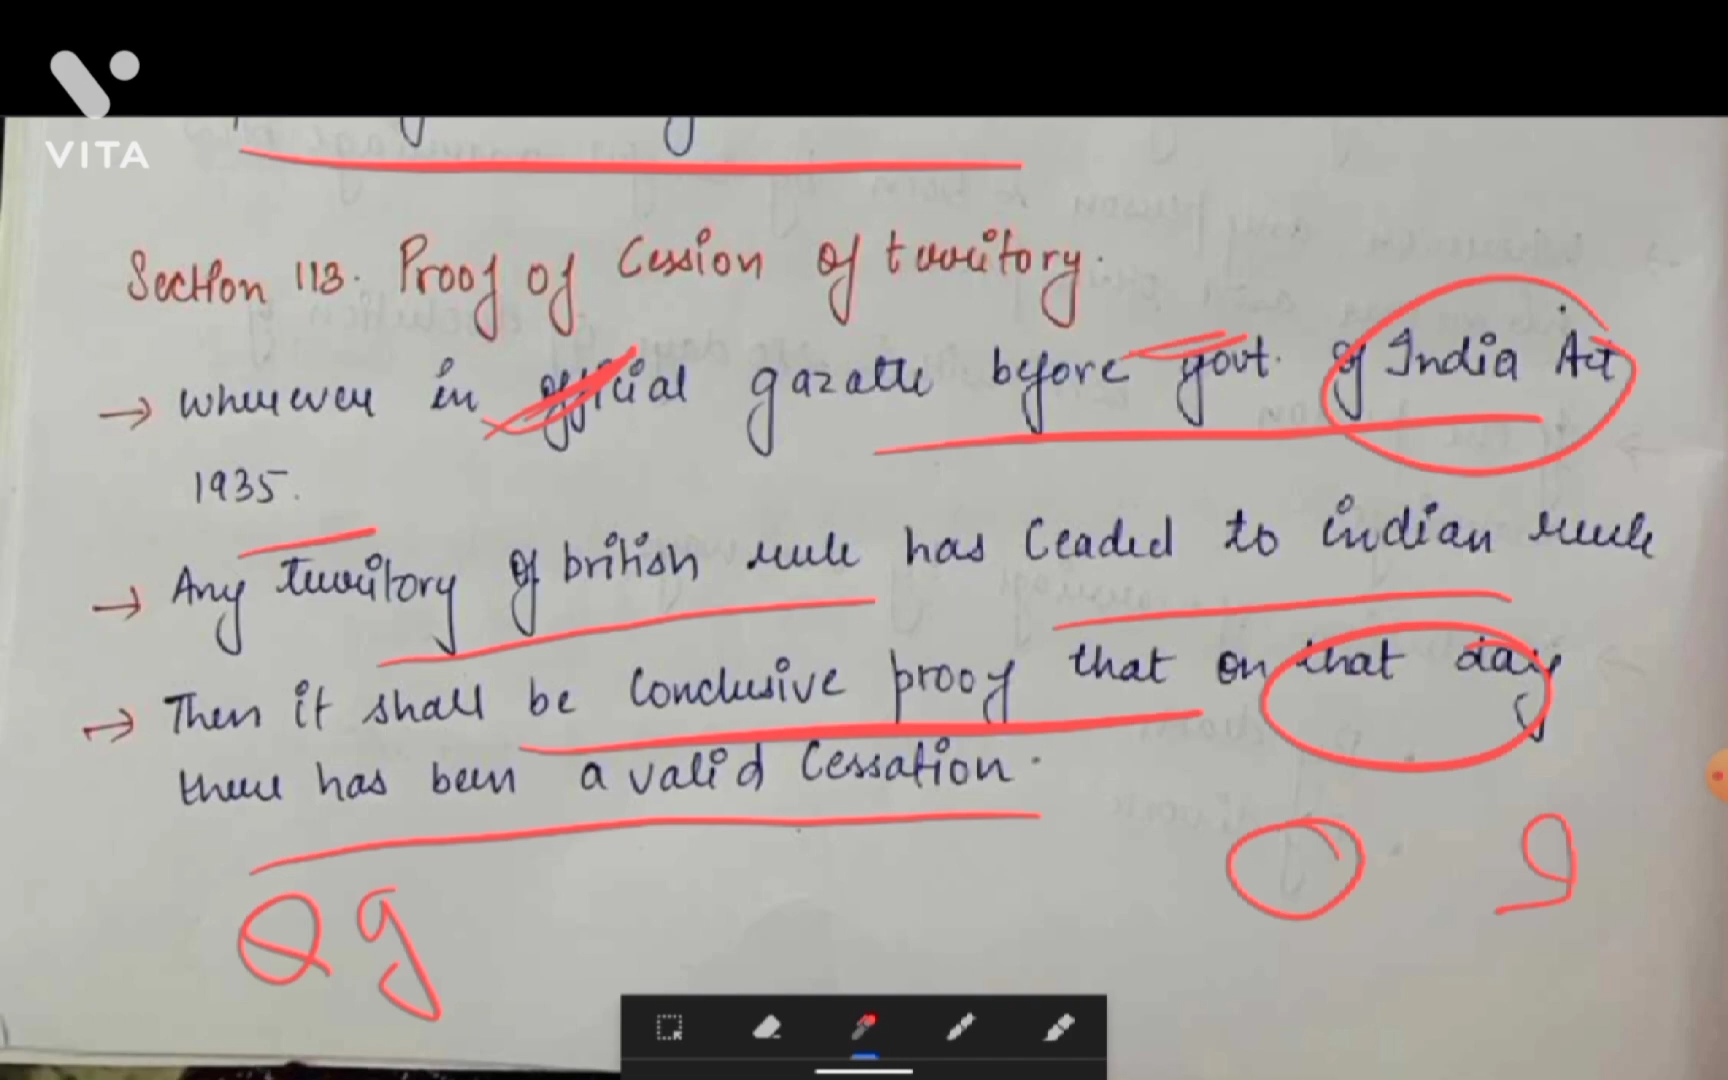 VITA
Section 113. Proof of Cession of territory.
→ wherever in official gazatte before govt. of India Act
1935.
→ Any territory of british rule has Ceaded to indian rule
→ Then it shall be Conclusive proof that on that day
there has been a valid Cessation.